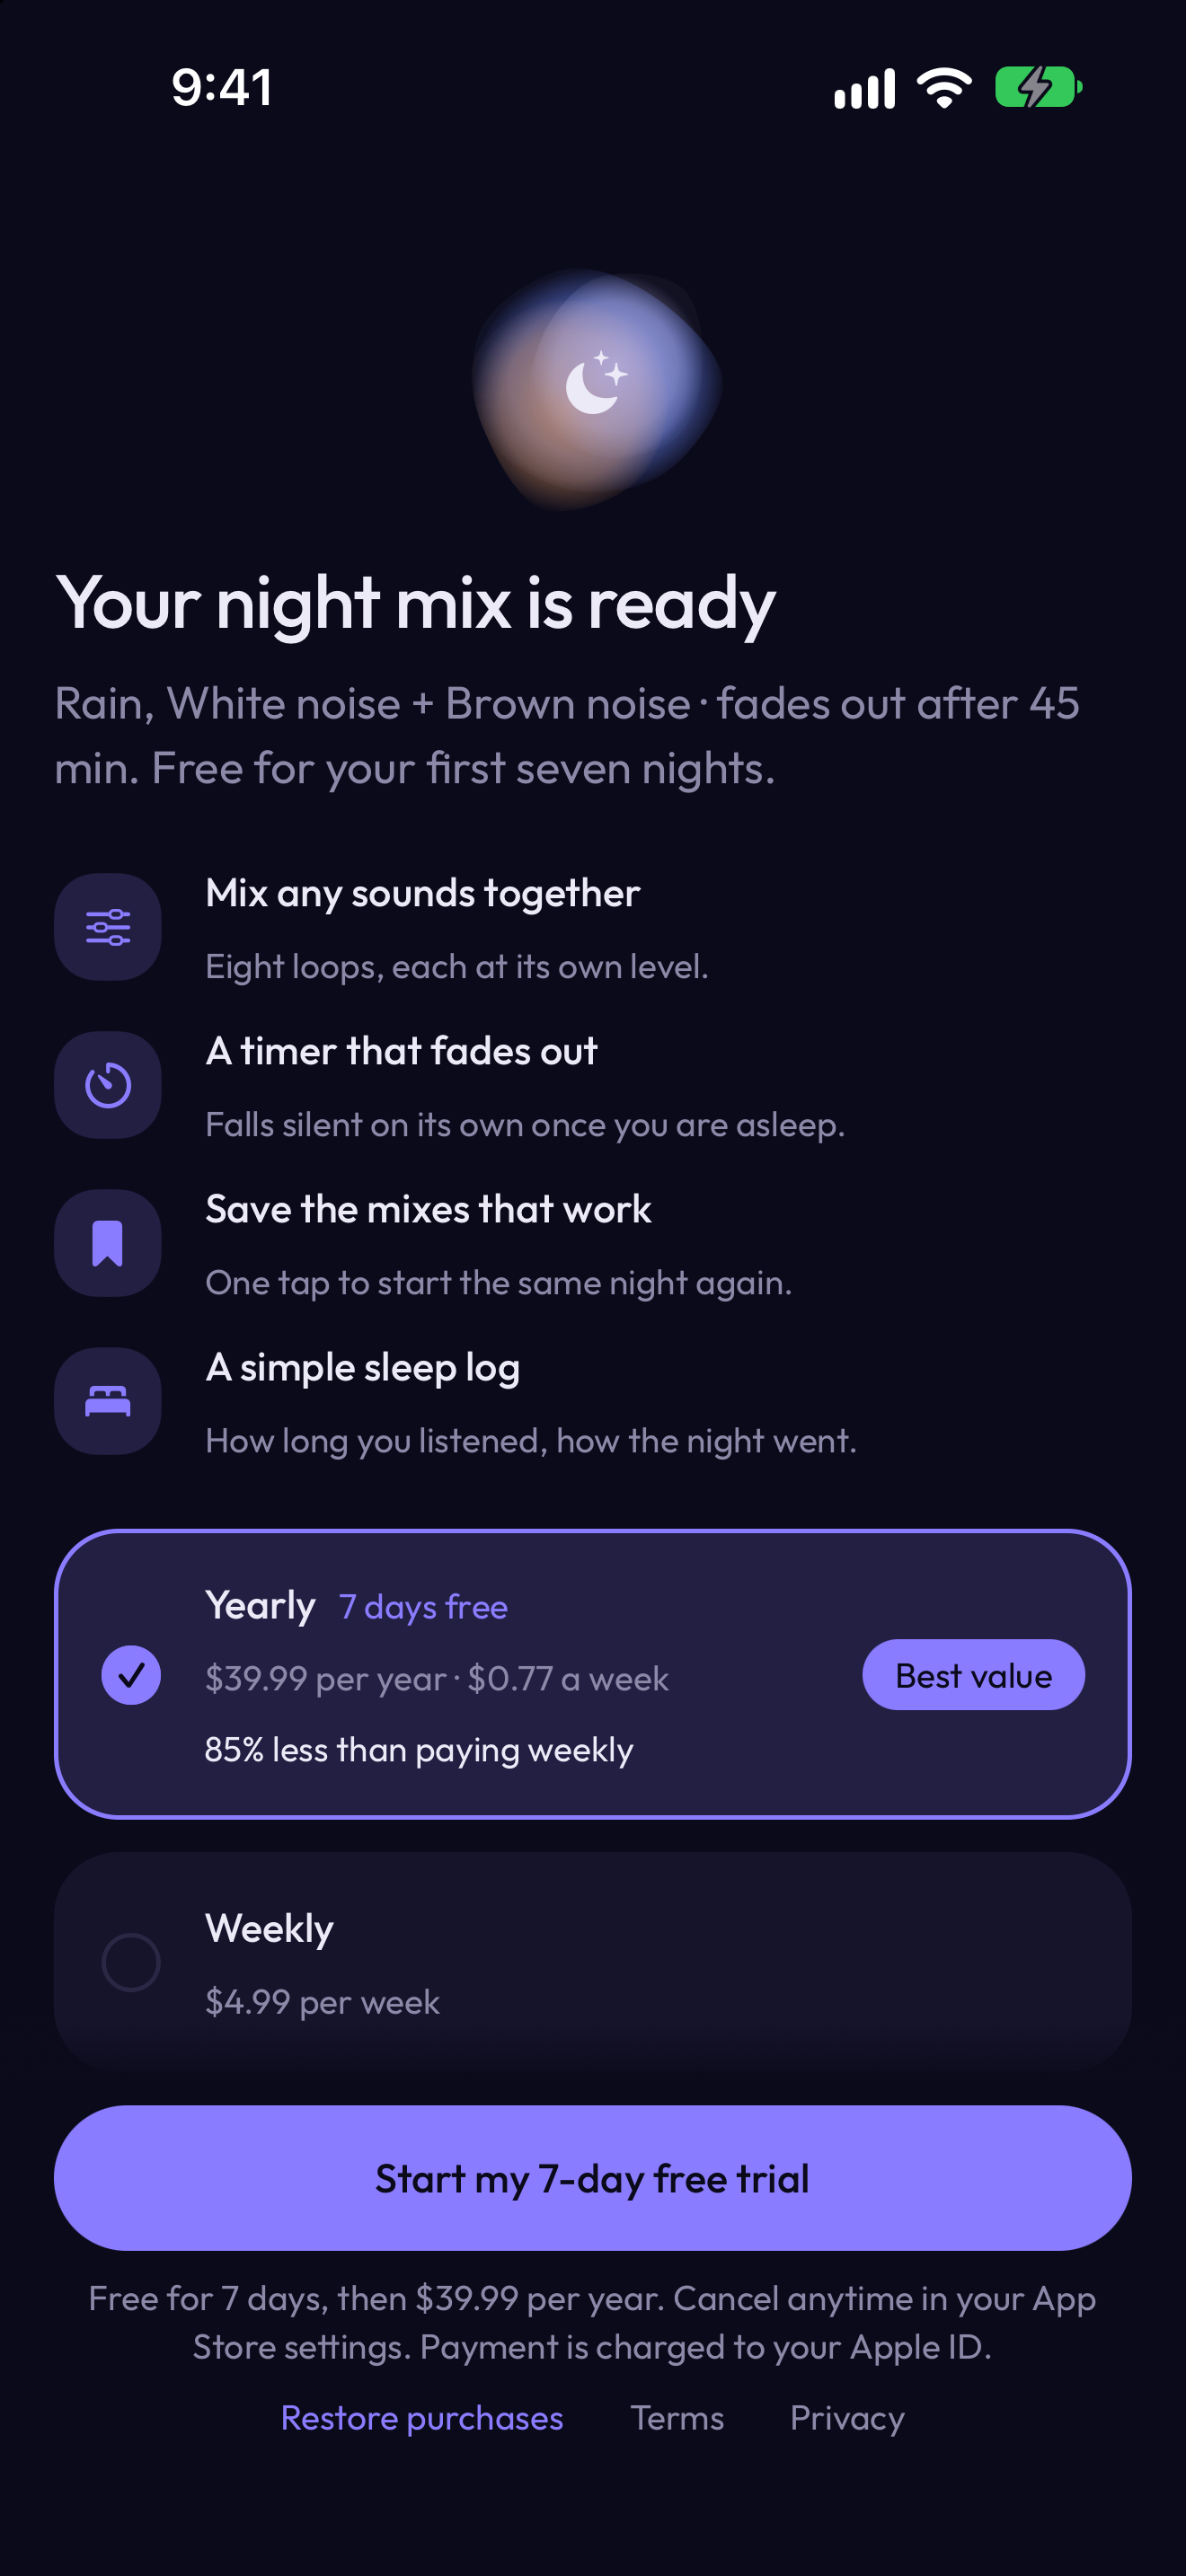 9:41
Your night mix is ready
Rain, White noise + Brown noise · fades out after 45
min. Free for your first seven nights.
Mix any sounds together
Eight loops, each at its own level.
A timer that fades out
Falls silent on its own once you are asleep.
Save the mixes that work
One tap to start the same night again.
A simple sleep log
How long you listened, how the night went.
Yearly 7 days free
$39.99 per year · $0.77 a week
Best value
85% less than paying weekly
Weekly
$4.99 per week
Start my 7-day free trial
Free for 7 days, then $39.99 per year. Cancel anytime in your App
Store settings. Payment is charged to your Apple ID.
Restore purchases Terms Privacy